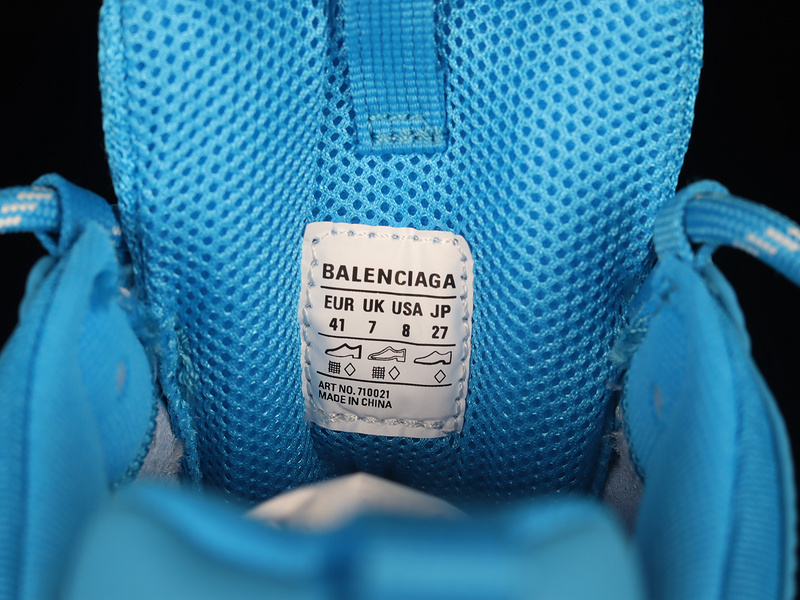 BALENCIAGA
EUR UK USA JP
41 7 8 27
ART NO. 710021
MADE IN CHINA